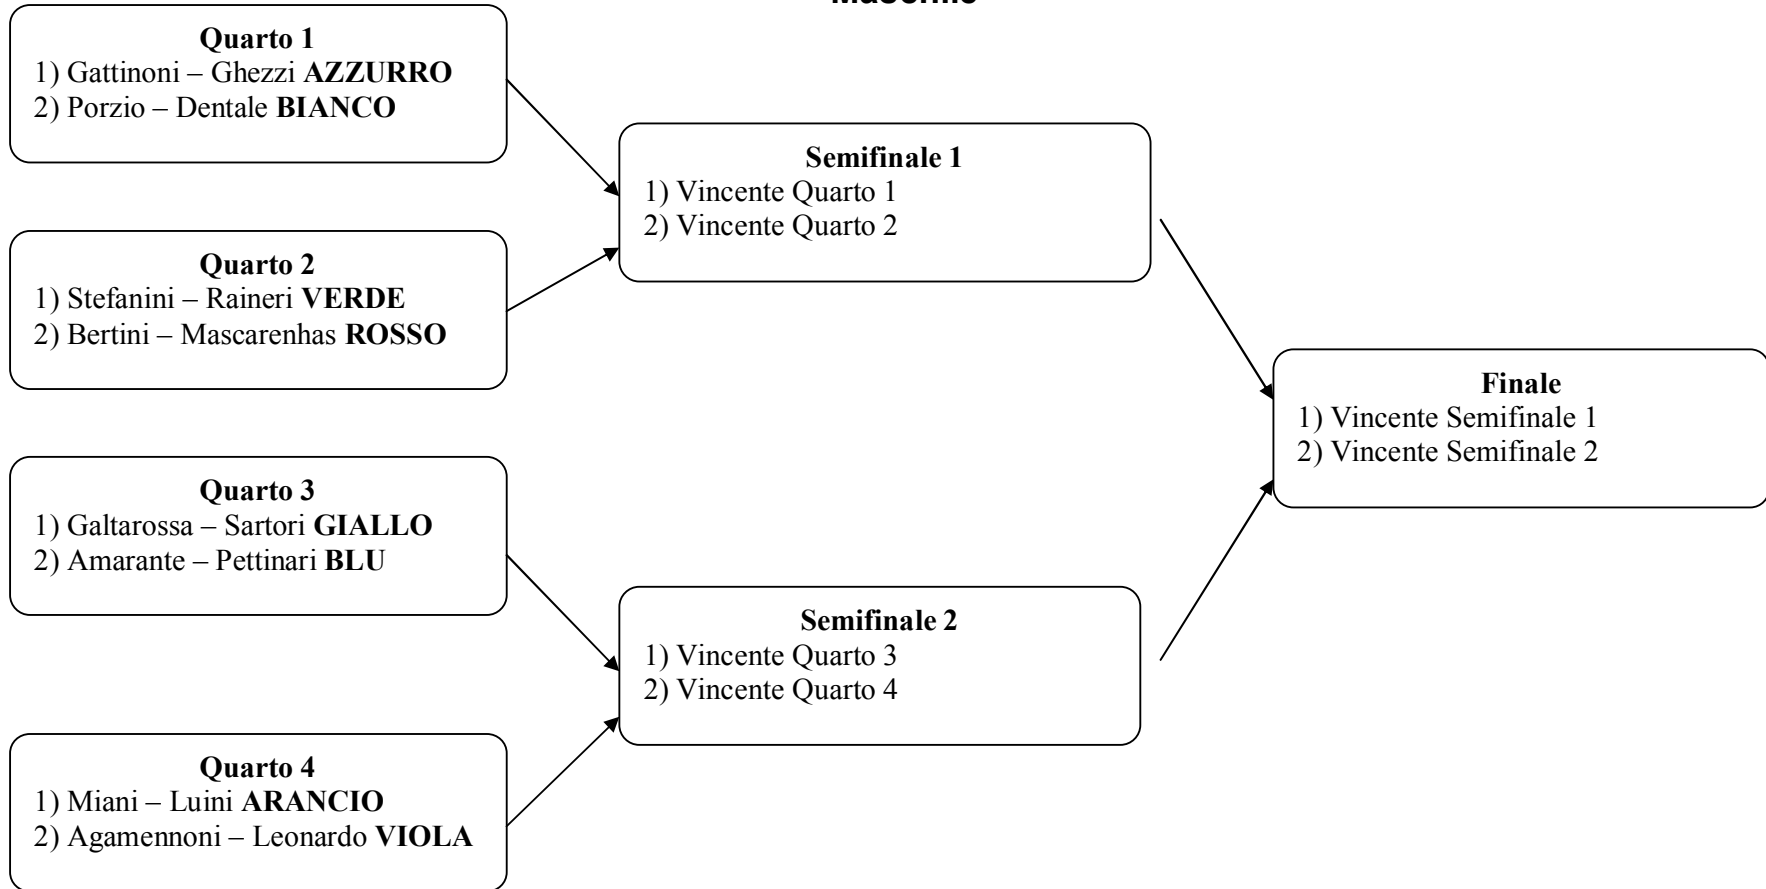 Maschile
Quarto 1
1) Gattinoni – Ghezzi AZZURRO
2) Porzio – Dentale BIANCO
Quarto 2
1) Stefanini – Raineri VERDE
2) Bertini – Mascarenhas ROSSO
Quarto 3
1) Galtarossa – Sartori GIALLO
2) Amarante – Pettinari BLU
Quarto 4
1) Miani – Luini ARANCIO
2) Agamennoni – Leonardo VIOLA
Semifinale 1
1) Vincente Quarto 1
2) Vincente Quarto 2
Semifinale 2
1) Vincente Quarto 3
2) Vincente Quarto 4
Finale
1) Vincente Semifinale 1
2) Vincente Semifinale 2